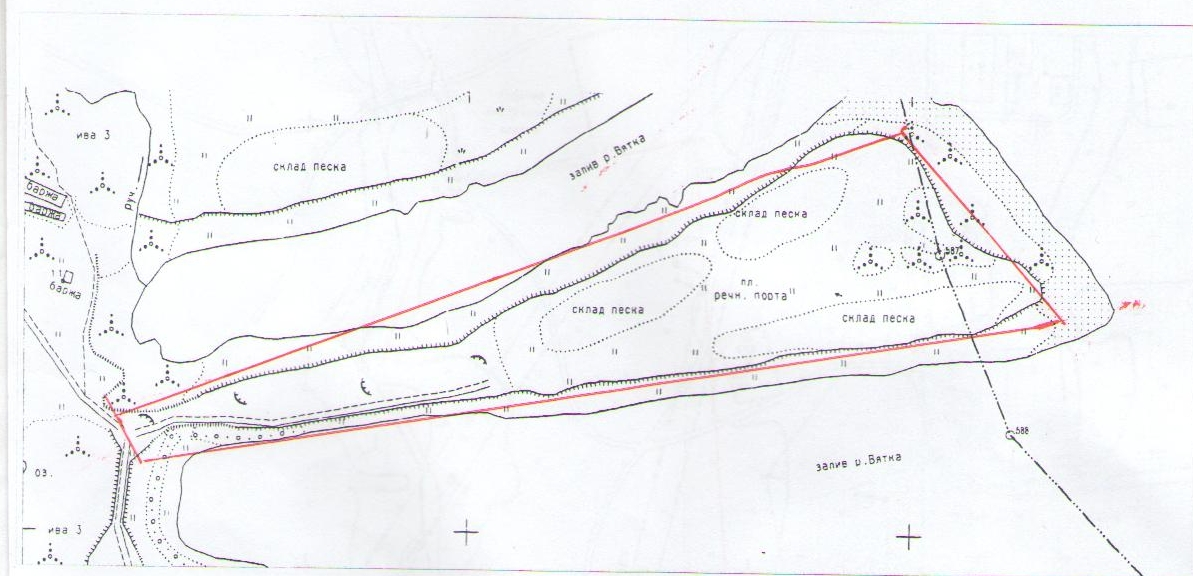 ива 3
склад песка
залив р.Вятка
руч
баржа
баржа
11
баржа
склад песка
587
пл.
речн. порта
склад песка
склад песка
588
залив р.Вятка
оз.
ива 3